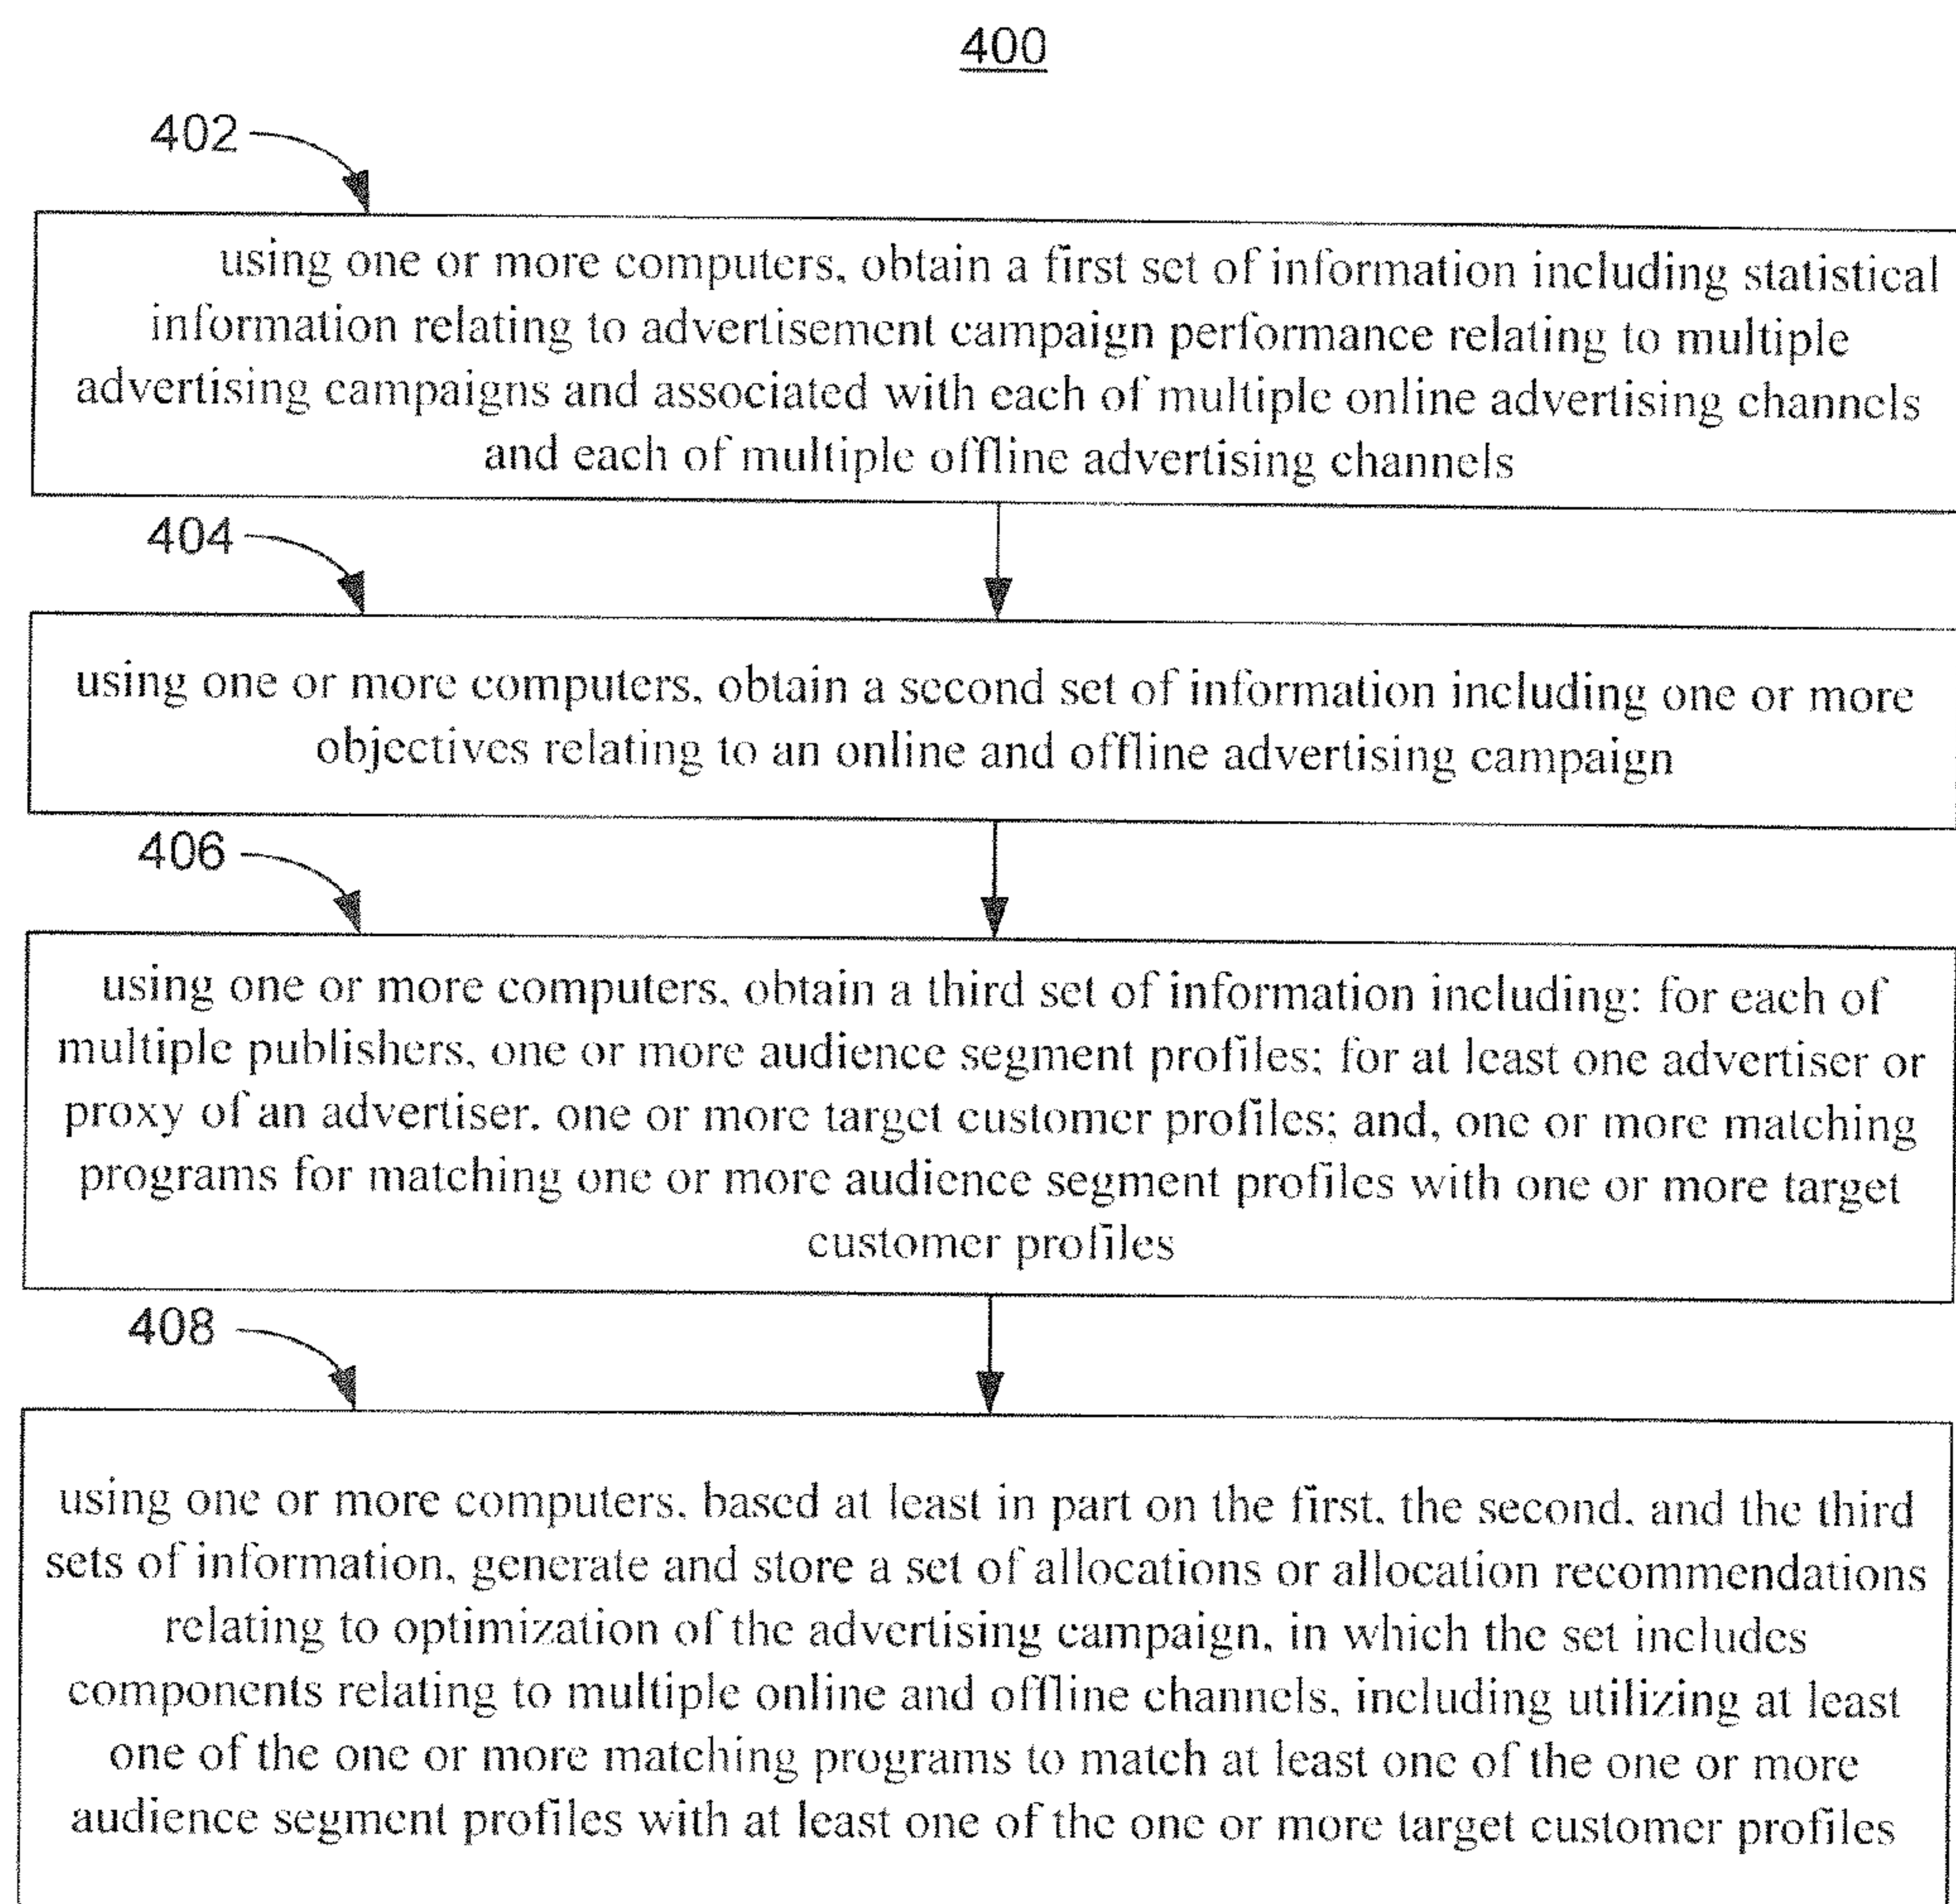 400
402
using one or more computers, obtain a first set of information including statistical
information relating to advertisement campaign performance relating to multiple
advertising campaigns and associated with each of multiple online advertising channels
and each of multiple offline advertising channels
404
using one or more computers, obtain a second set of information including one or more
objectives relating to an online and offline advertising campaign
406
using one or more computers, obtain a third set of information including: for each of
multiple publishers, one or more audience segment profiles; for at least one advertiser or
proxy of an advertiser, one or more target customer profiles; and, one or more matching
programs for matching one or more audience segment profiles with one or more target
customer profiles
408
using one or more computers, based at least in part on the first, the second, and the third
sets of information, generate and store a set of allocations or allocation recommendations
relating to optimization of the advertising campaign, in which the set includes
components relating to multiple online and offline channels, including utilizing at least
one of the one or more matching programs to match at least one of the one or more
audience segment profiles with at least one of the one or more target customer profiles